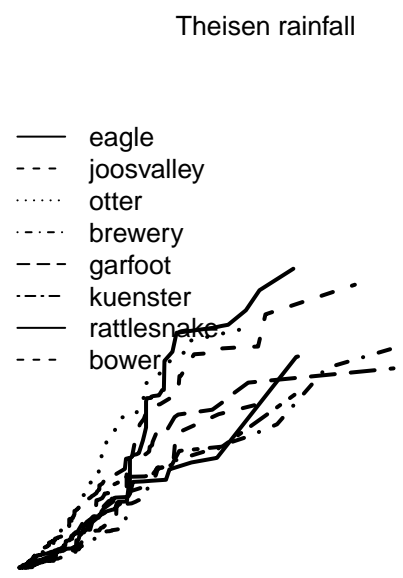 Theisen rainfall
eagle
joosvalley
otter
brewery
garfoot
kuenster
rattlesnake
bower